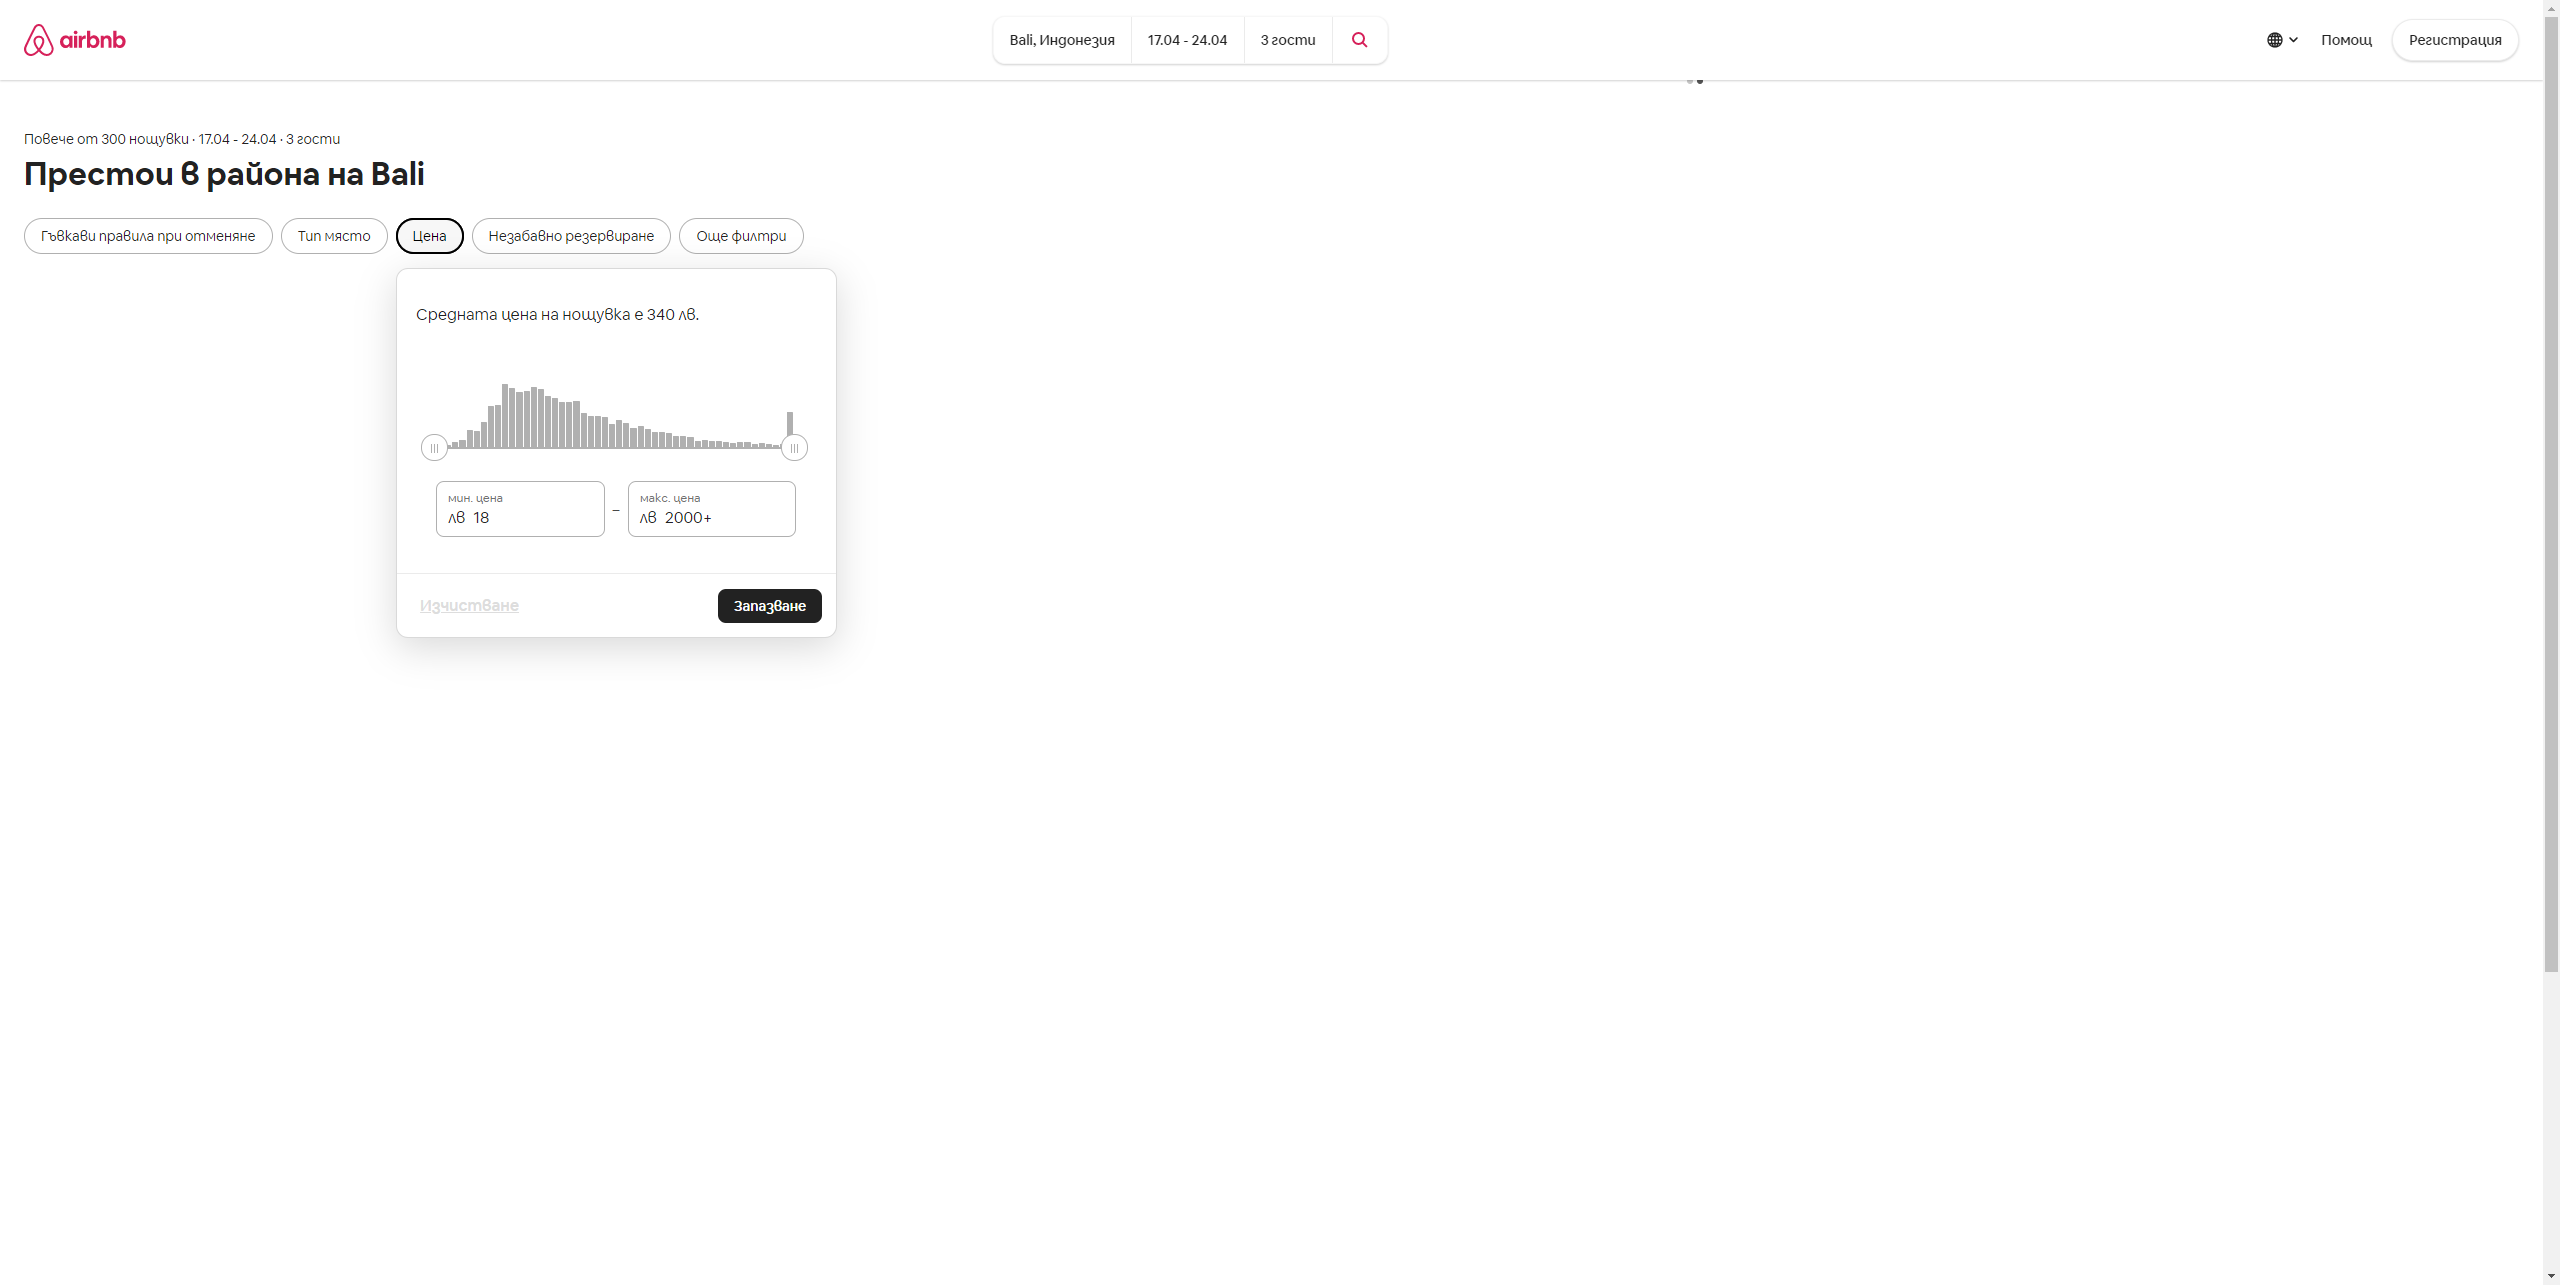 airbnb
Bali, Индонезия
17.04 - 24.04
3 гости
Помощ
Регистрация
Повече от 300 нощувки · 17.04 - 24.04 · 3 гости
Престои в района на Bali
Гъвкави правила при отменяне
Тип място
Цена
Незабавно резервиране
Още филтри
Средната цена на нощувка е 340 лв.
мин. цена
лв 18
–
макс. цена
лв 2000+
Изчистване
Запазване